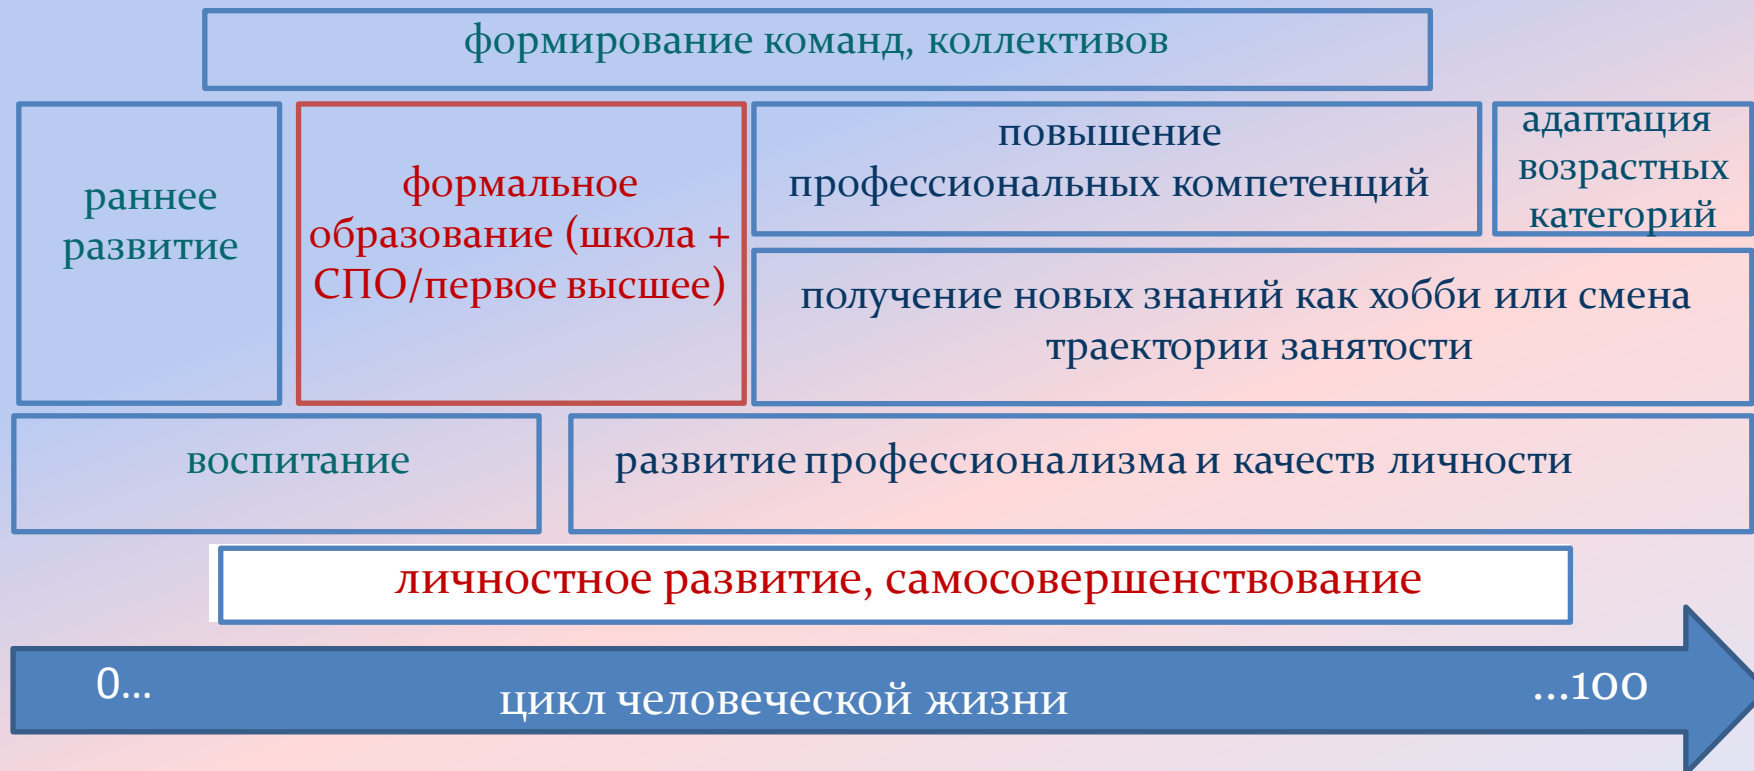 формирование команд, коллективов
раннее
развитие
формальное
образование (школа +
СПО/первое высшее)
повышение
профессиональных компетенций
адаптация
возрастных
категорий
получение новых знаний как хобби или смена
траектории занятости
воспитание
развитие профессионализма и качеств личности
личностное развитие, самосовершенствование
0...
цикл человеческой жизни
...100